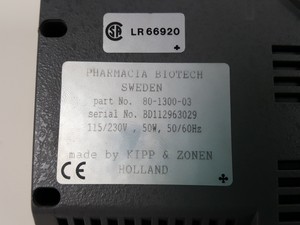 LR 66920
PHARMACIA BIOTECH
SWEDEN
part No. 80-1300-03
serial No. BD112963029
115/230V , 50W, 50/60Hz
made by KIPP & ZONEN
HOLLAND
CE